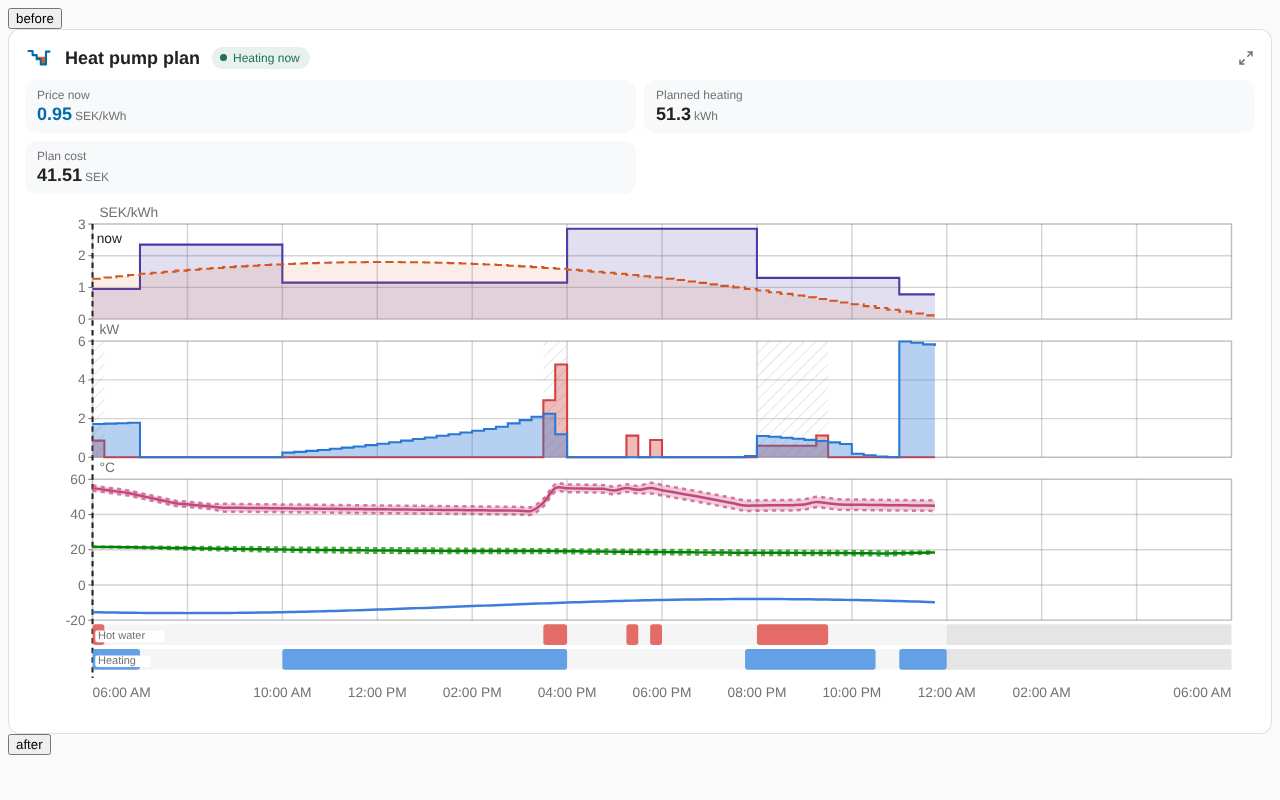 before
Heat pump plan
Heating now
Price now
0.95 SEK/kWh
Planned heating
51.3 kWh
Plan cost
41.51 SEK
SEK/kWh
3
now
2
1
0
kW
6
4
2
0
°C
60
40
20
0
-20
Hot water
Heating
06:00 AM 10:00 AM 12:00 PM 02:00 PM 04:00 PM 06:00 PM 08:00 PM 10:00 PM 12:00 AM 02:00 AM 06:00 AM
after